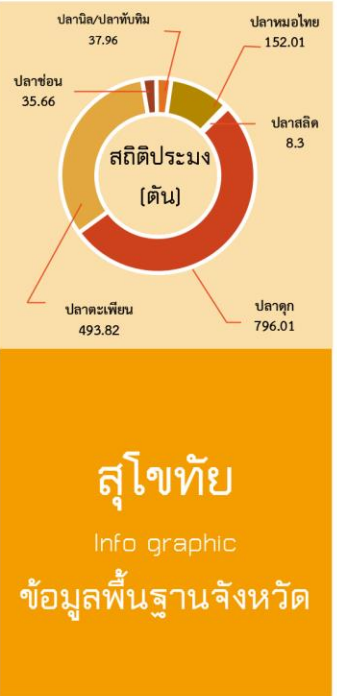 ปลานิล/ปลาทับทิม
37.96
ปลาหมอไทย
152.01
ปลาช่อน
35.66
ปลาสลิด
8.3
สถิติประมง
(ตัน)
ปลาตะเพียน
493.82
ปลาดุก
796.01
สุโขทัย
Info graphic
ข้อมูลพื้นฐานจังหวัด